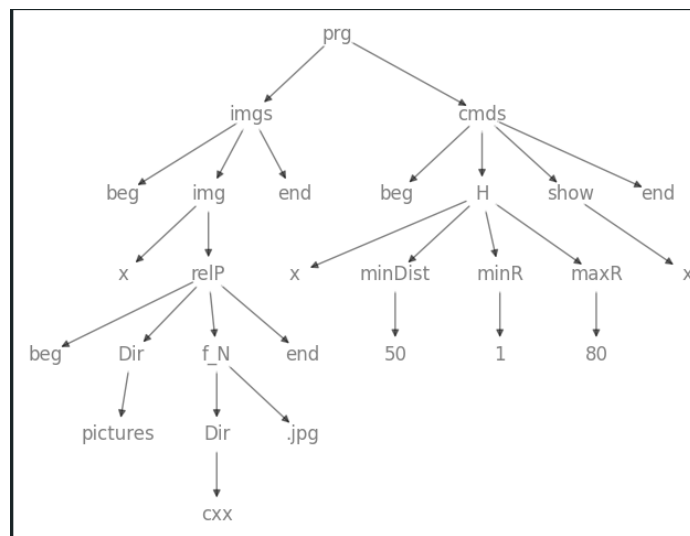 prg
imgs cmds
beg img end beg H show end
x relP x minDist minR maxR x
beg Dir f_N end 50 1 80
pictures Dir .jpg
cxx